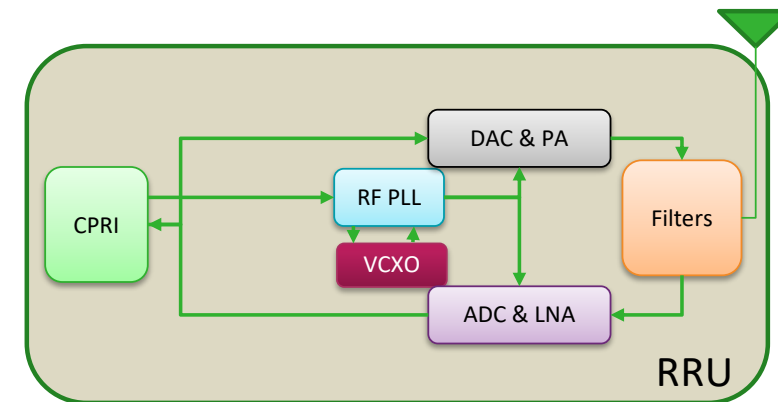 DAC & PA
RF PLL
CPRI
Filters
VCXO
ADC & LNA
RRU